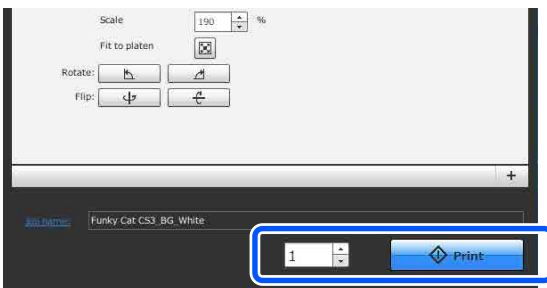 Scale 190 %
Fit to platen
Rotate:
Flip:
+
Job name: Funky Cat CS3_BG_White
1 Print